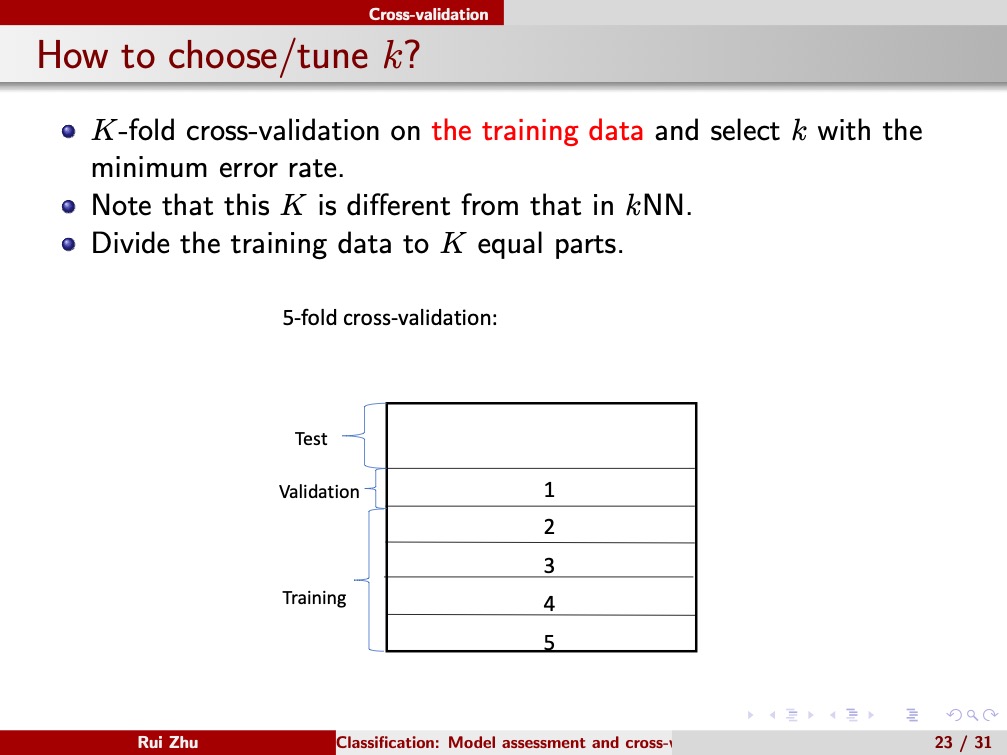 Cross-validation
How to choose/tune k?
K-fold cross-validation on the training data and select k with the
minimum error rate.
Note that this K is different from that in kNN.
Divide the training data to K equal parts.
5-fold cross-validation:
Test
Validation
1
2
3
Training
4
5
Rui Zhu
Classification: Model assessment and cross-v
23 / 31